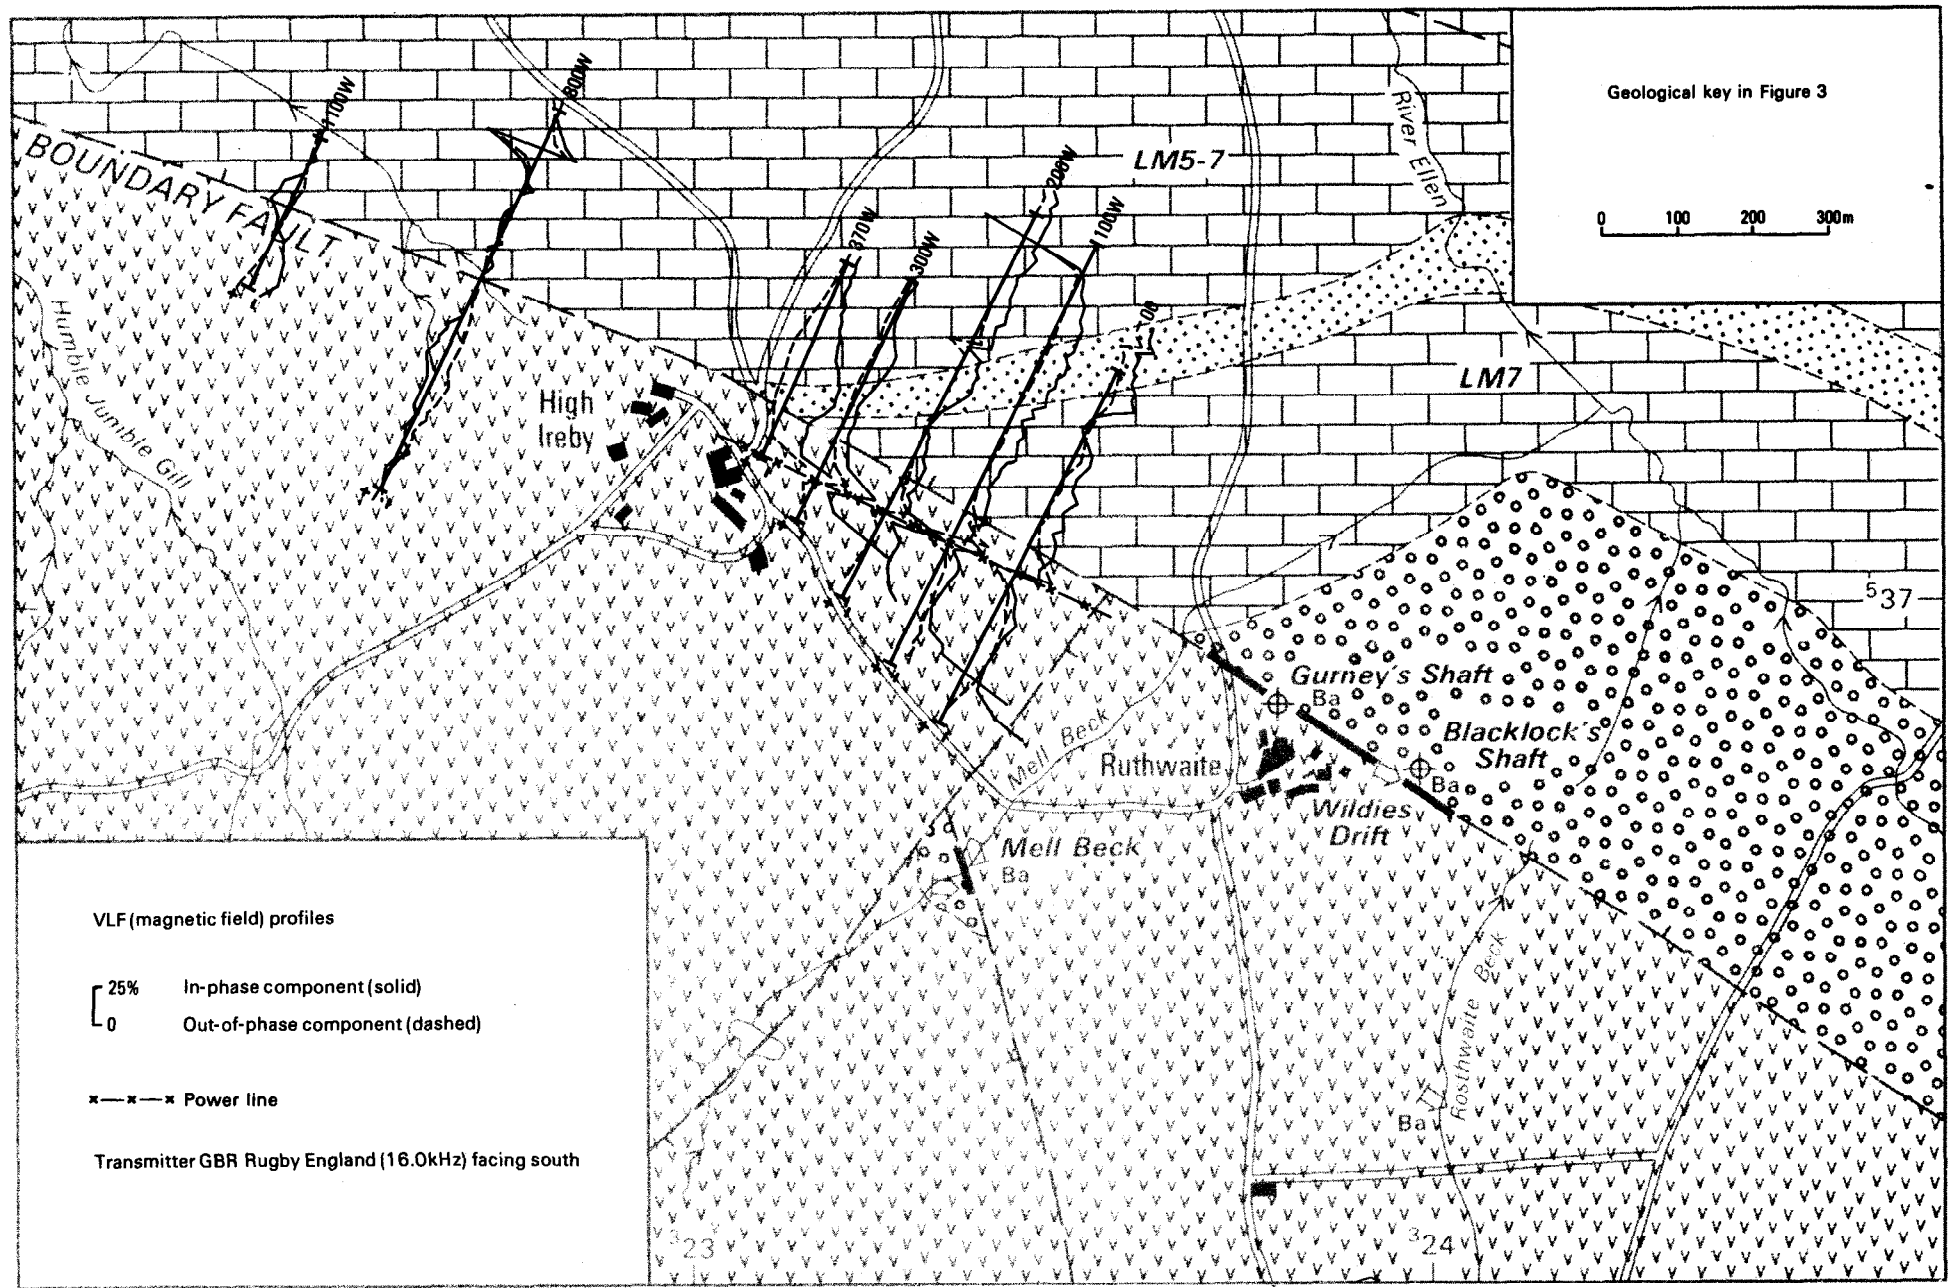 Geological key in Figure 3
0 100 200 300m
BOUNDARY FAULT
1100W
800W
370W
300W
200W
100W
00
LM5-7
River Ellen
LM7
Humble Jumble Gill
High
Ireby
⁵37
Gurney's Shaft
Ba
Blacklock's
Shaft
Ba
Mell Beck
Ruthwaite
Wildies
Drift
Mell Beck
Ba
Rosthwaite Beck
Ba
³23
³24
VLF (magnetic field) profiles
25% In-phase component (solid)
0 Out-of-phase component (dashed)
x—x—x Power line
Transmitter GBR Rugby England (16.0kHz) facing south